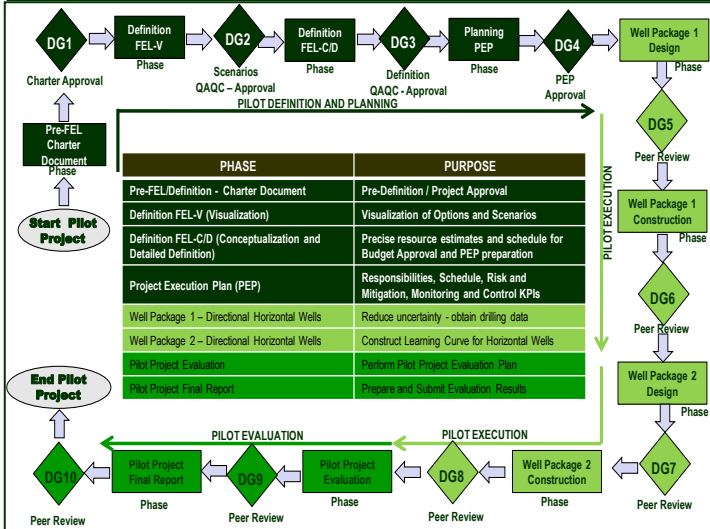 DG1
Charter Approval
Definition
FEL-V
Phase
DG2
Scenarios
QAQC – Approval
Definition
FEL-C/D
Phase
DG3
Definition
QAQC - Approval
Planning
PEP
Phase
DG4
PEP
Approval
Well Package 1
Design
Phase
PILOT DEFINITION AND PLANNING
Pre-FEL
Charter
Document
Phase
Start Pilot
Project
DG5
Peer Review
Well Package 1
Construction
Phase
PILOT EXECUTION
DG6
Peer Review
Well Package 2
Design
Phase
PHASE PURPOSE
Pre-FEL/Definition - Charter Document Pre-Definition / Project Approval
Definition FEL-V (Visualization) Visualization of Options and Scenarios
Definition FEL-C/D (Conceptualization and
Detailed Definition)
Precise resource estimates and schedule for
Budget Approval and PEP preparation
Project Execution Plan (PEP)
Responsibilities, Schedule, Risk and
Mitigation, Monitoring and Control KPIs
Well Package 1 – Directional Horizontal Wells Reduce uncertainty - obtain drilling data
Well Package 2 – Directional Horizontal Wells Construct Learning Curve for Horizontal Wells
Pilot Project Evaluation Perform Pilot Project Evaluation Plan
Pilot Project Final Report Prepare and Submit Evaluation Results
End Pilot
Project
PILOT EVALUATION
PILOT EXECUTION
DG10
Peer Review
Pilot Project
Final Report
Phase
DG9
Peer Review
Pilot Project
Evaluation
Phase
DG8
Peer Review
Well Package 2
Construction
Phase
DG7
Peer Review